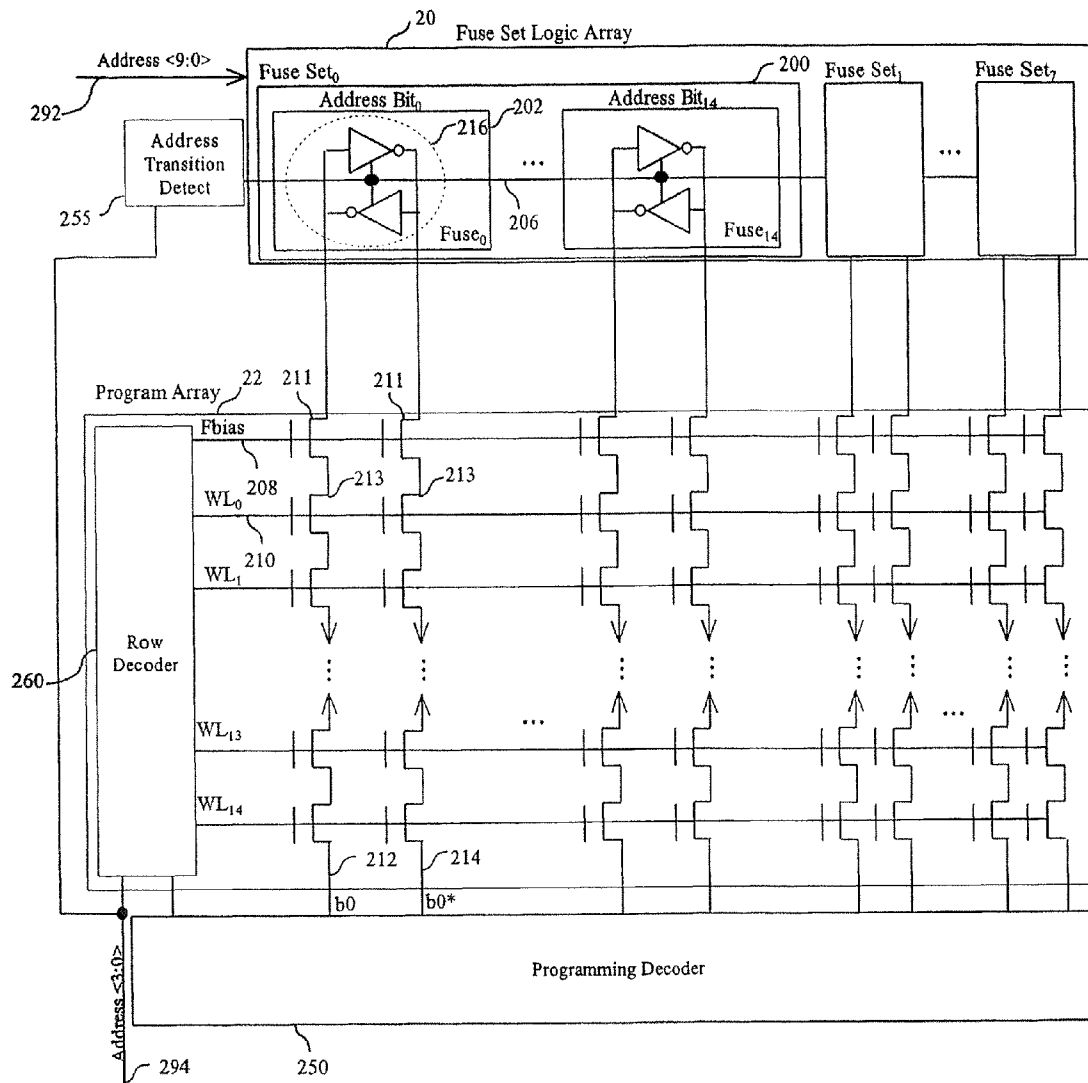 20
Fuse Set Logic Array
Address <9:0>
292
Fuse Set0
200
Fuse Set1
Fuse Set7
Address Bit0
202
Address Bit14
216
Address
Transition
Detect
...
...
255
206
Fuse0
Fuse14
Program Array
22
211
211
Fbias
208
213
213
WL0
210
WL1
Row
Decoder
260
...
...
...
...
...
...
...
...
...
...
WL13
WL14
212
214
b0
b0*
Address <3:0>
Programming Decoder
294
250